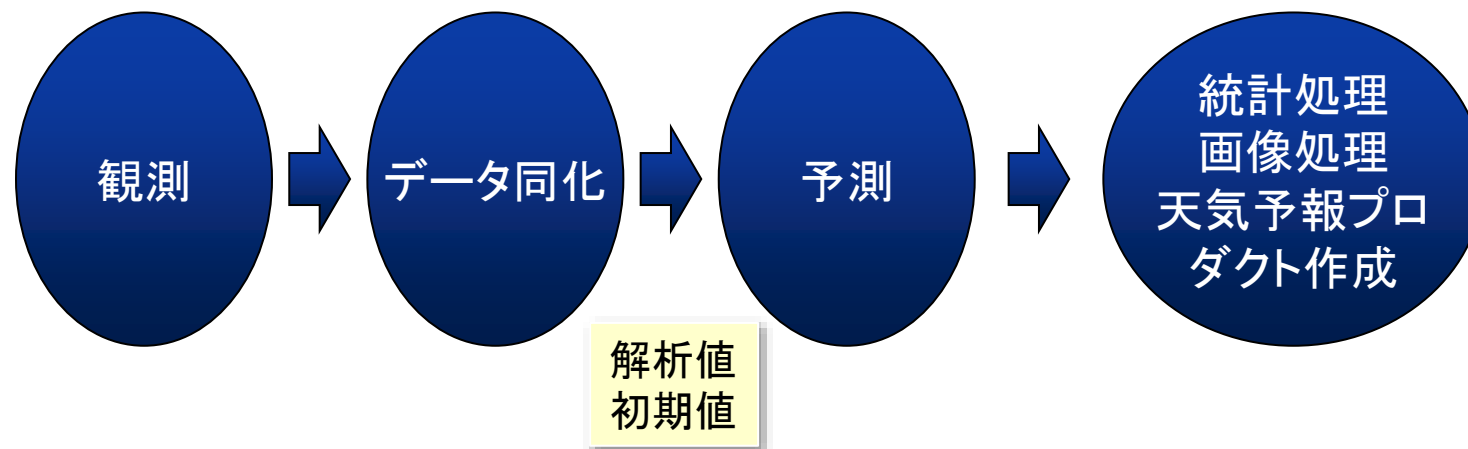 観測
データ同化
予測
統計処理
画像処理
天気予報プロ
ダクト作成
解析値
初期値